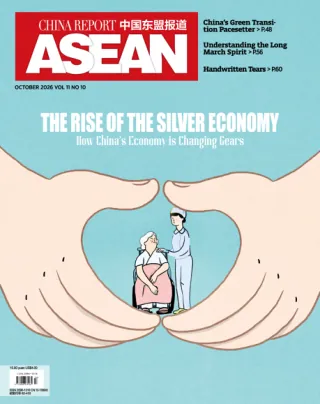 CHINA REPORT 中国东盟报道
ASEAN
OCTOBER 2026 VOL 11 NO 10
China's Green Transi-
tion Pacesetter > P.48
Understanding the Long
March Spirit > P.56
Handwritten Tears > P.60
THE RISE OF THE SILVER ECONOMY
How China's Economy is Changing Gears